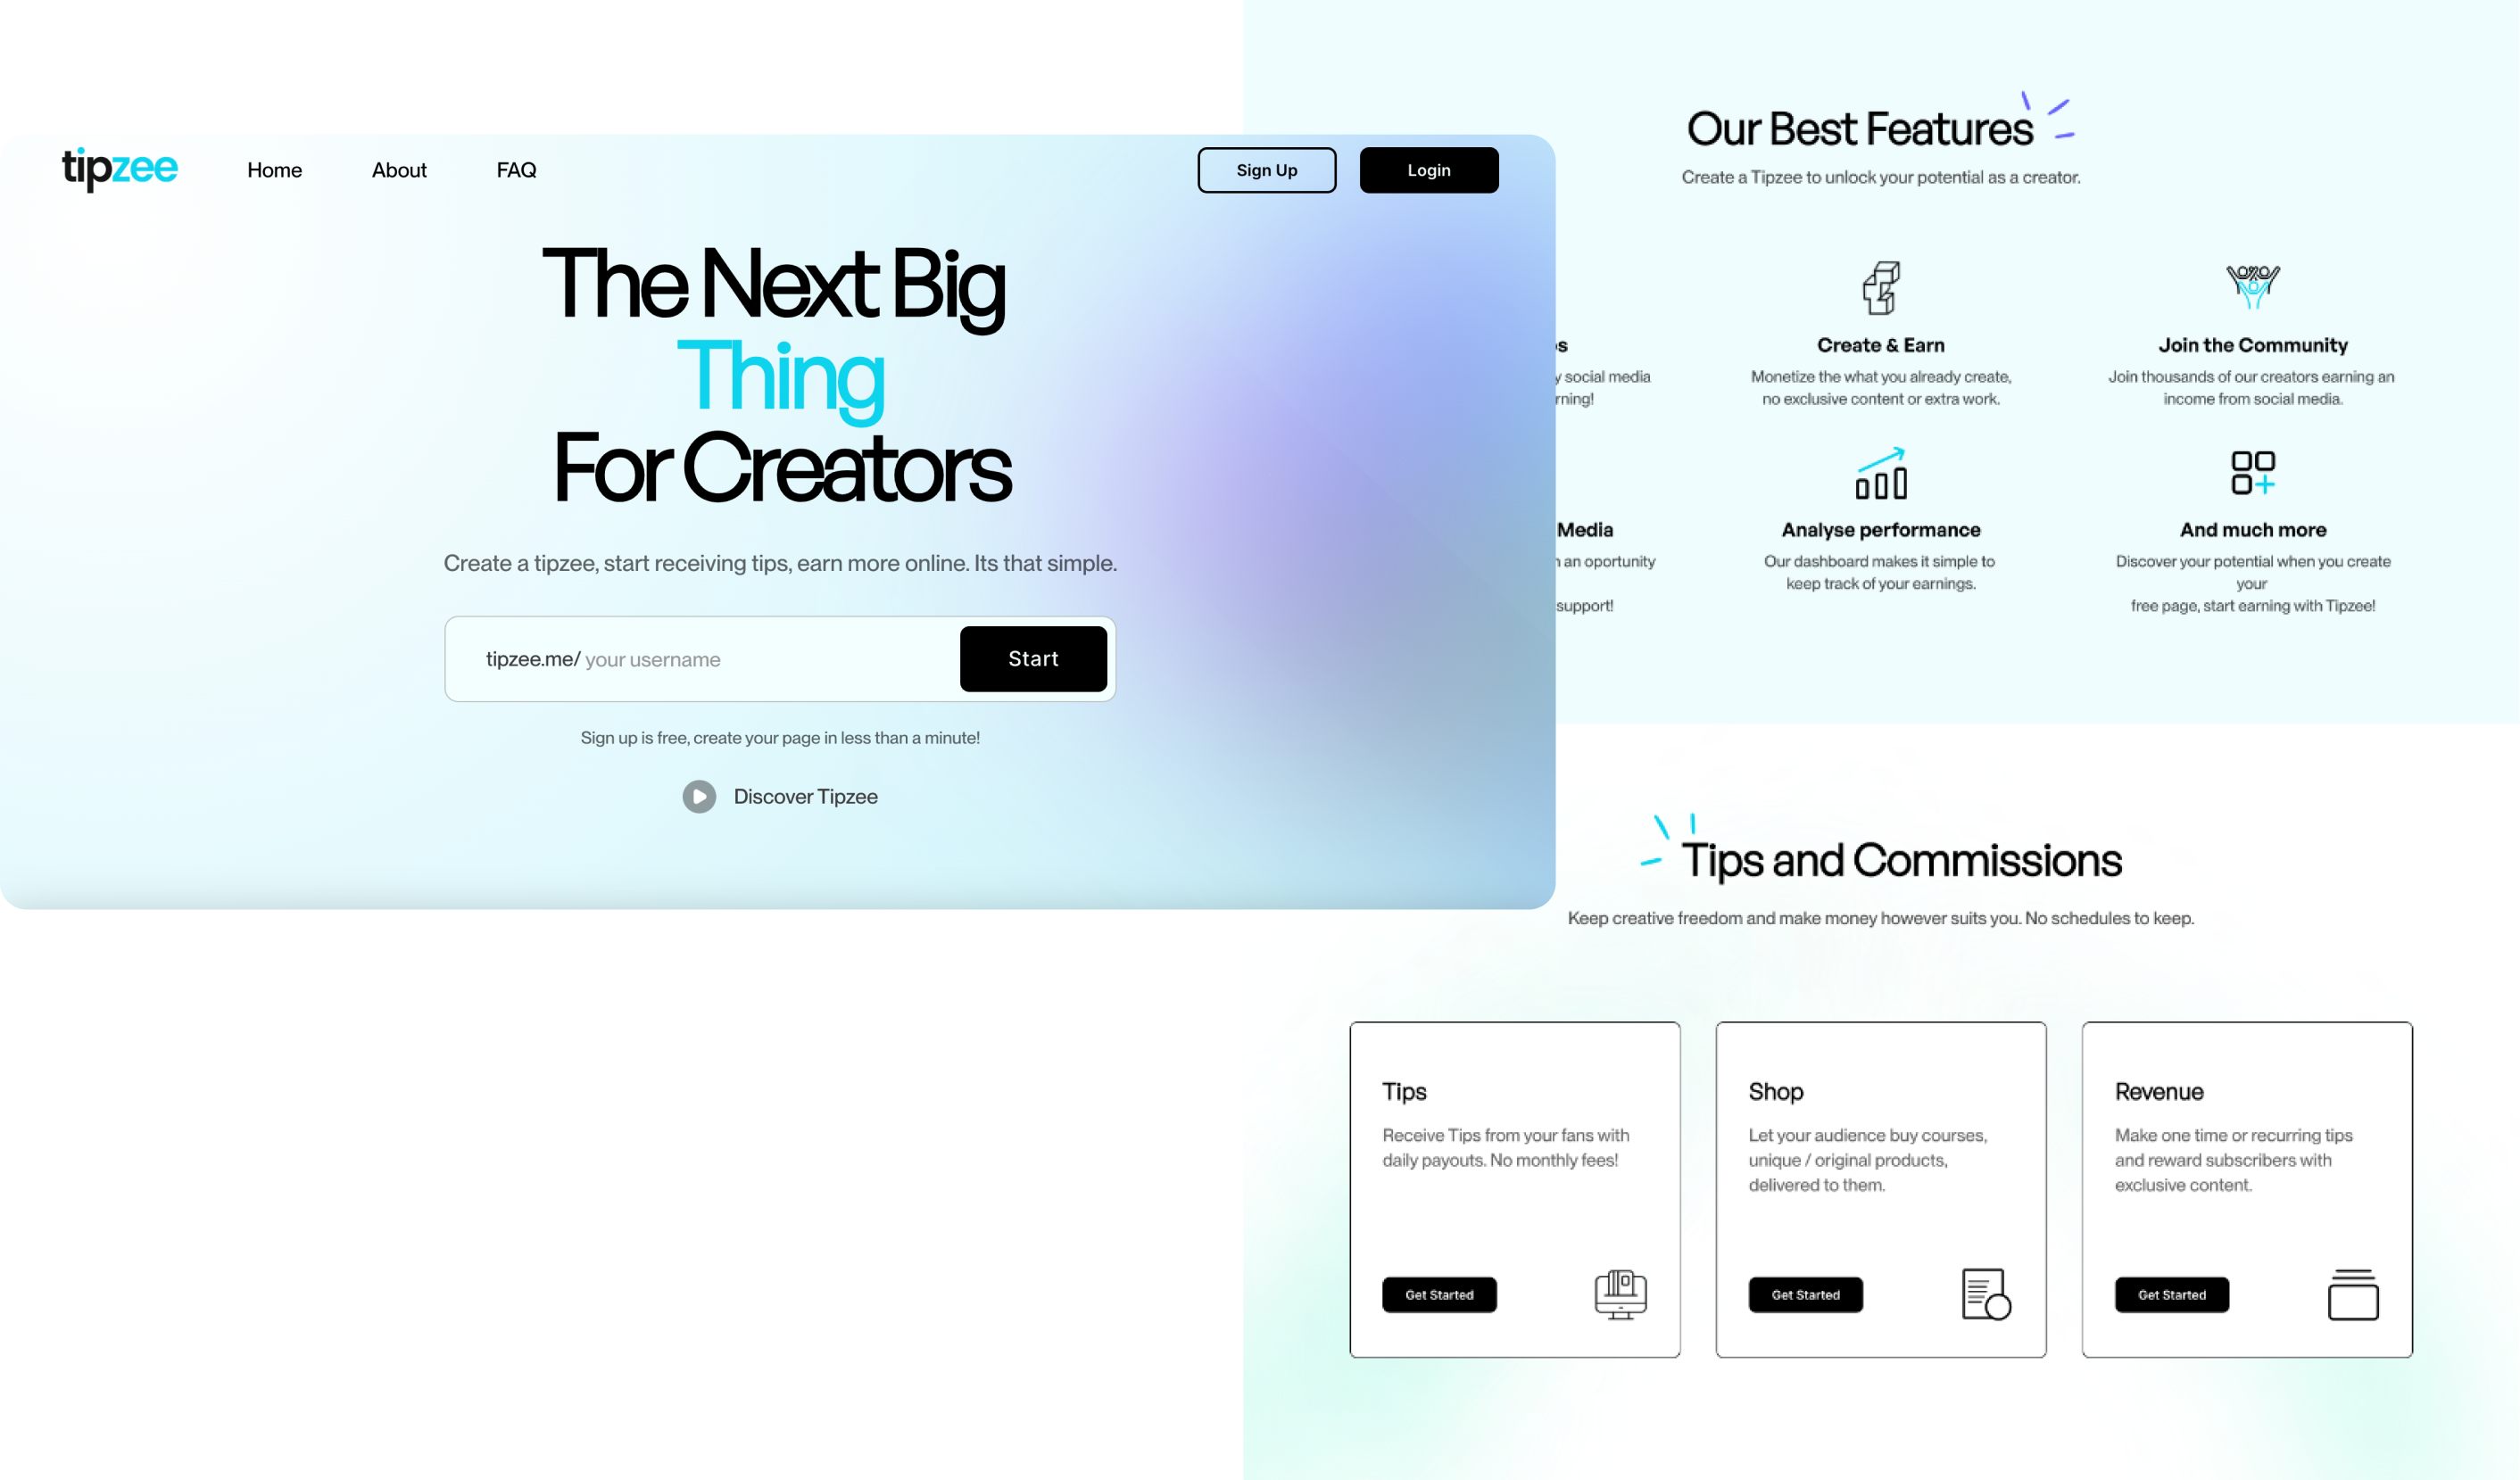 tipzee
Home
About
FAQ
Sign Up
Login
The Next Big
Thing
For Creators
Create a tipzee, start receiving tips, earn more online. Its that simple.
tipzee.me/ your username
Start
Sign up is free, create your page in less than a minute!
Discover Tipzee
Our Best Features
Create a Tipzee to unlock your potential as a creator.
social media
Create & Earn
Monetize the what you already create,
no exclusive content or extra work.
Join the Community
Join thousands of our creators earning an
income from social media.
Media
an oportunity
support!
Analyse performance
Our dashboard makes it simple to
keep track of your earnings.
And much more
Discover your potential when you create
your
free page, start earning with Tipzee!
Tips and Commissions
Keep creative freedom and make money however suits you. No schedules to keep.
Tips
Receive Tips from your fans with
daily payouts. No monthly fees!
Get Started
Shop
Let your audience buy courses,
unique / original products,
delivered to them.
Get Started
Revenue
Make one time or recurring tips
and reward subscribers with
exclusive content.
Get Started